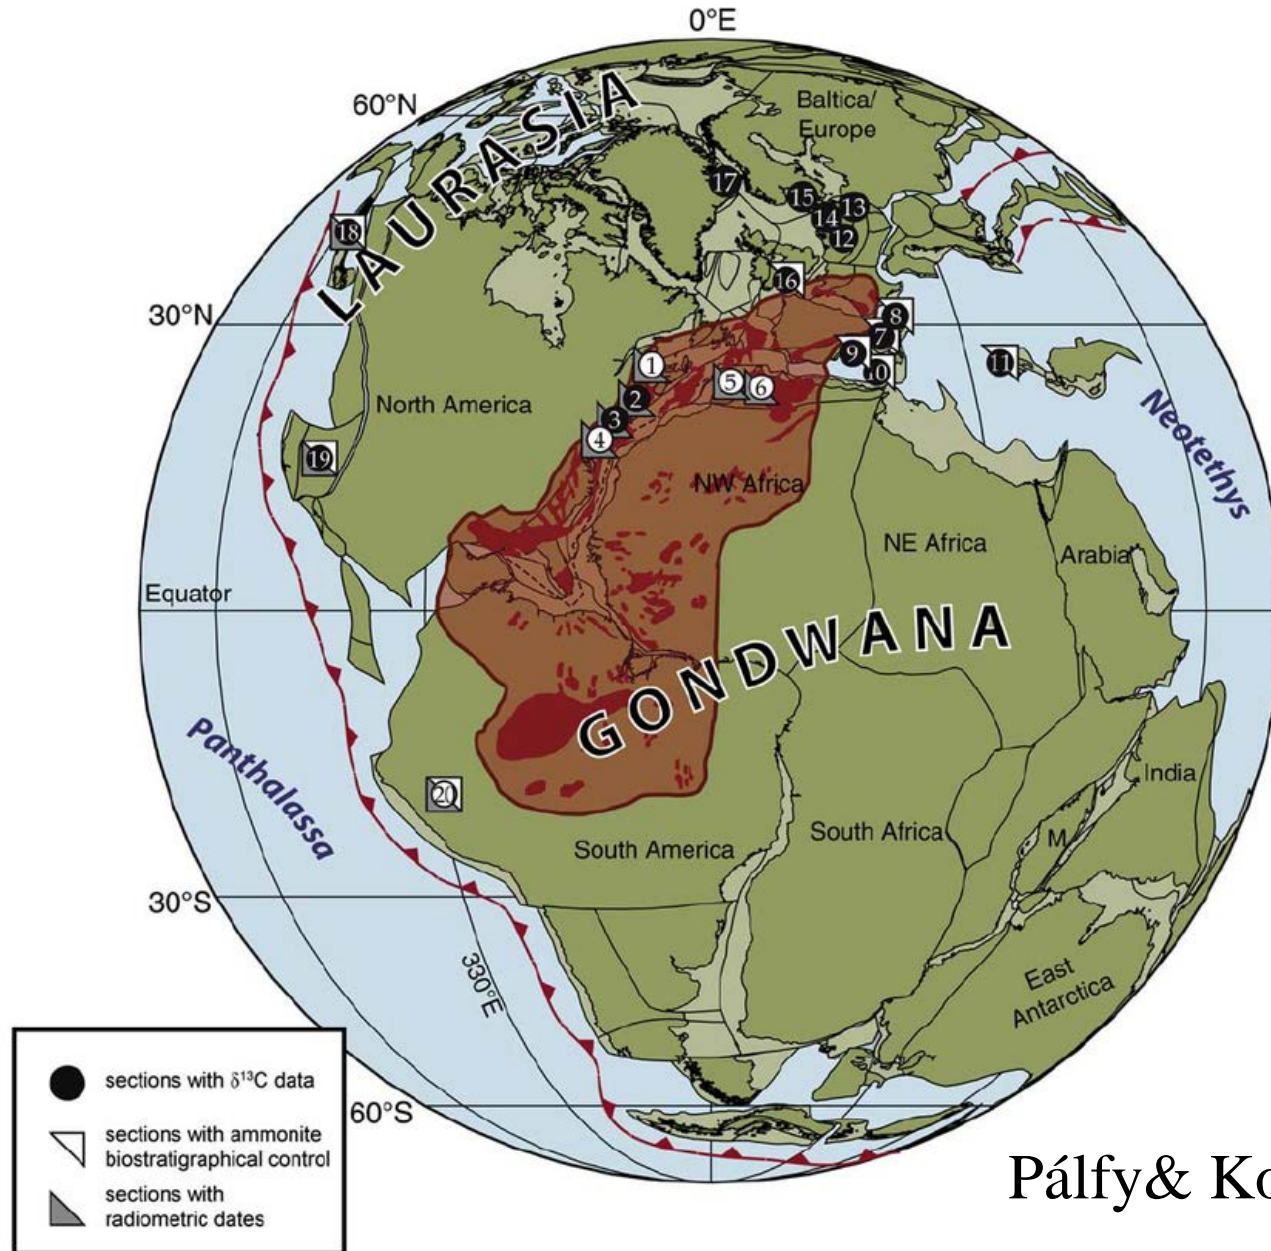 0°E
60°N
Baltica/
Europe
LAURASIA
17
15
13
14
12
18
16
30°N
8
7
9
10
11
1
5
6
2
3
4
North America
19
NW Africa
Neotethys
NE Africa
Arabia
Equator
GONDWANA
Panthalassa
India
20
South Africa
M
South America
30°S
330°E
East
Antarctica
sections with δ¹³C data
60°S
sections with ammonite
biostratigraphical control
sections with
radiometric dates
Pálfy& Ko